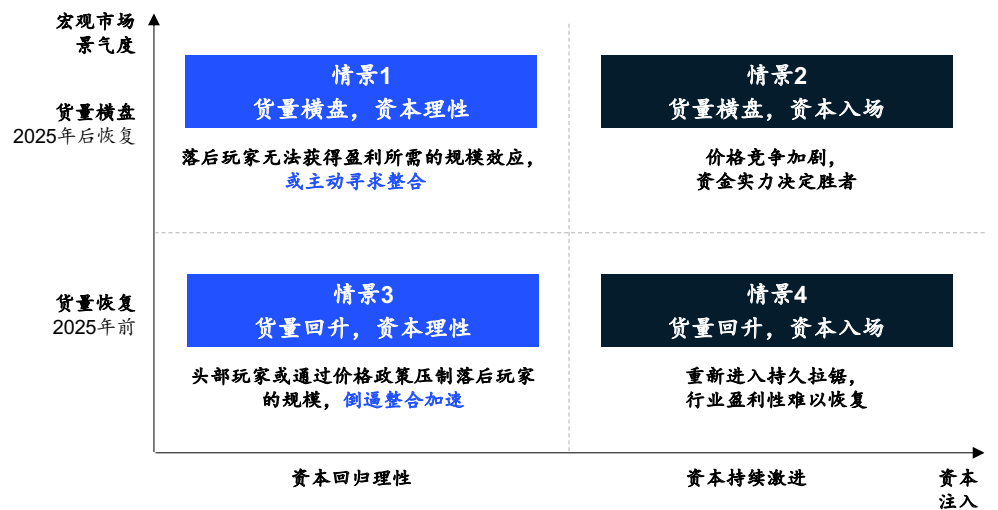 宏观市场
景气度
货量横盘
2025年后恢复
情景1
货量横盘，资本理性
落后玩家无法获得盈利所需的规模效应，
或主动寻求整合
情景2
货量横盘，资本入场
价格竞争加剧，
资金实力决定胜者
货量恢复
2025年前
情景3
货量回升，资本理性
头部玩家或通过价格政策压制落后玩家
的规模，倒逼整合加速
情景4
货量回升，资本入场
重新进入持久拉锯，
行业盈利性难以恢复
资本回归理性
资本持续激进
资本
注入